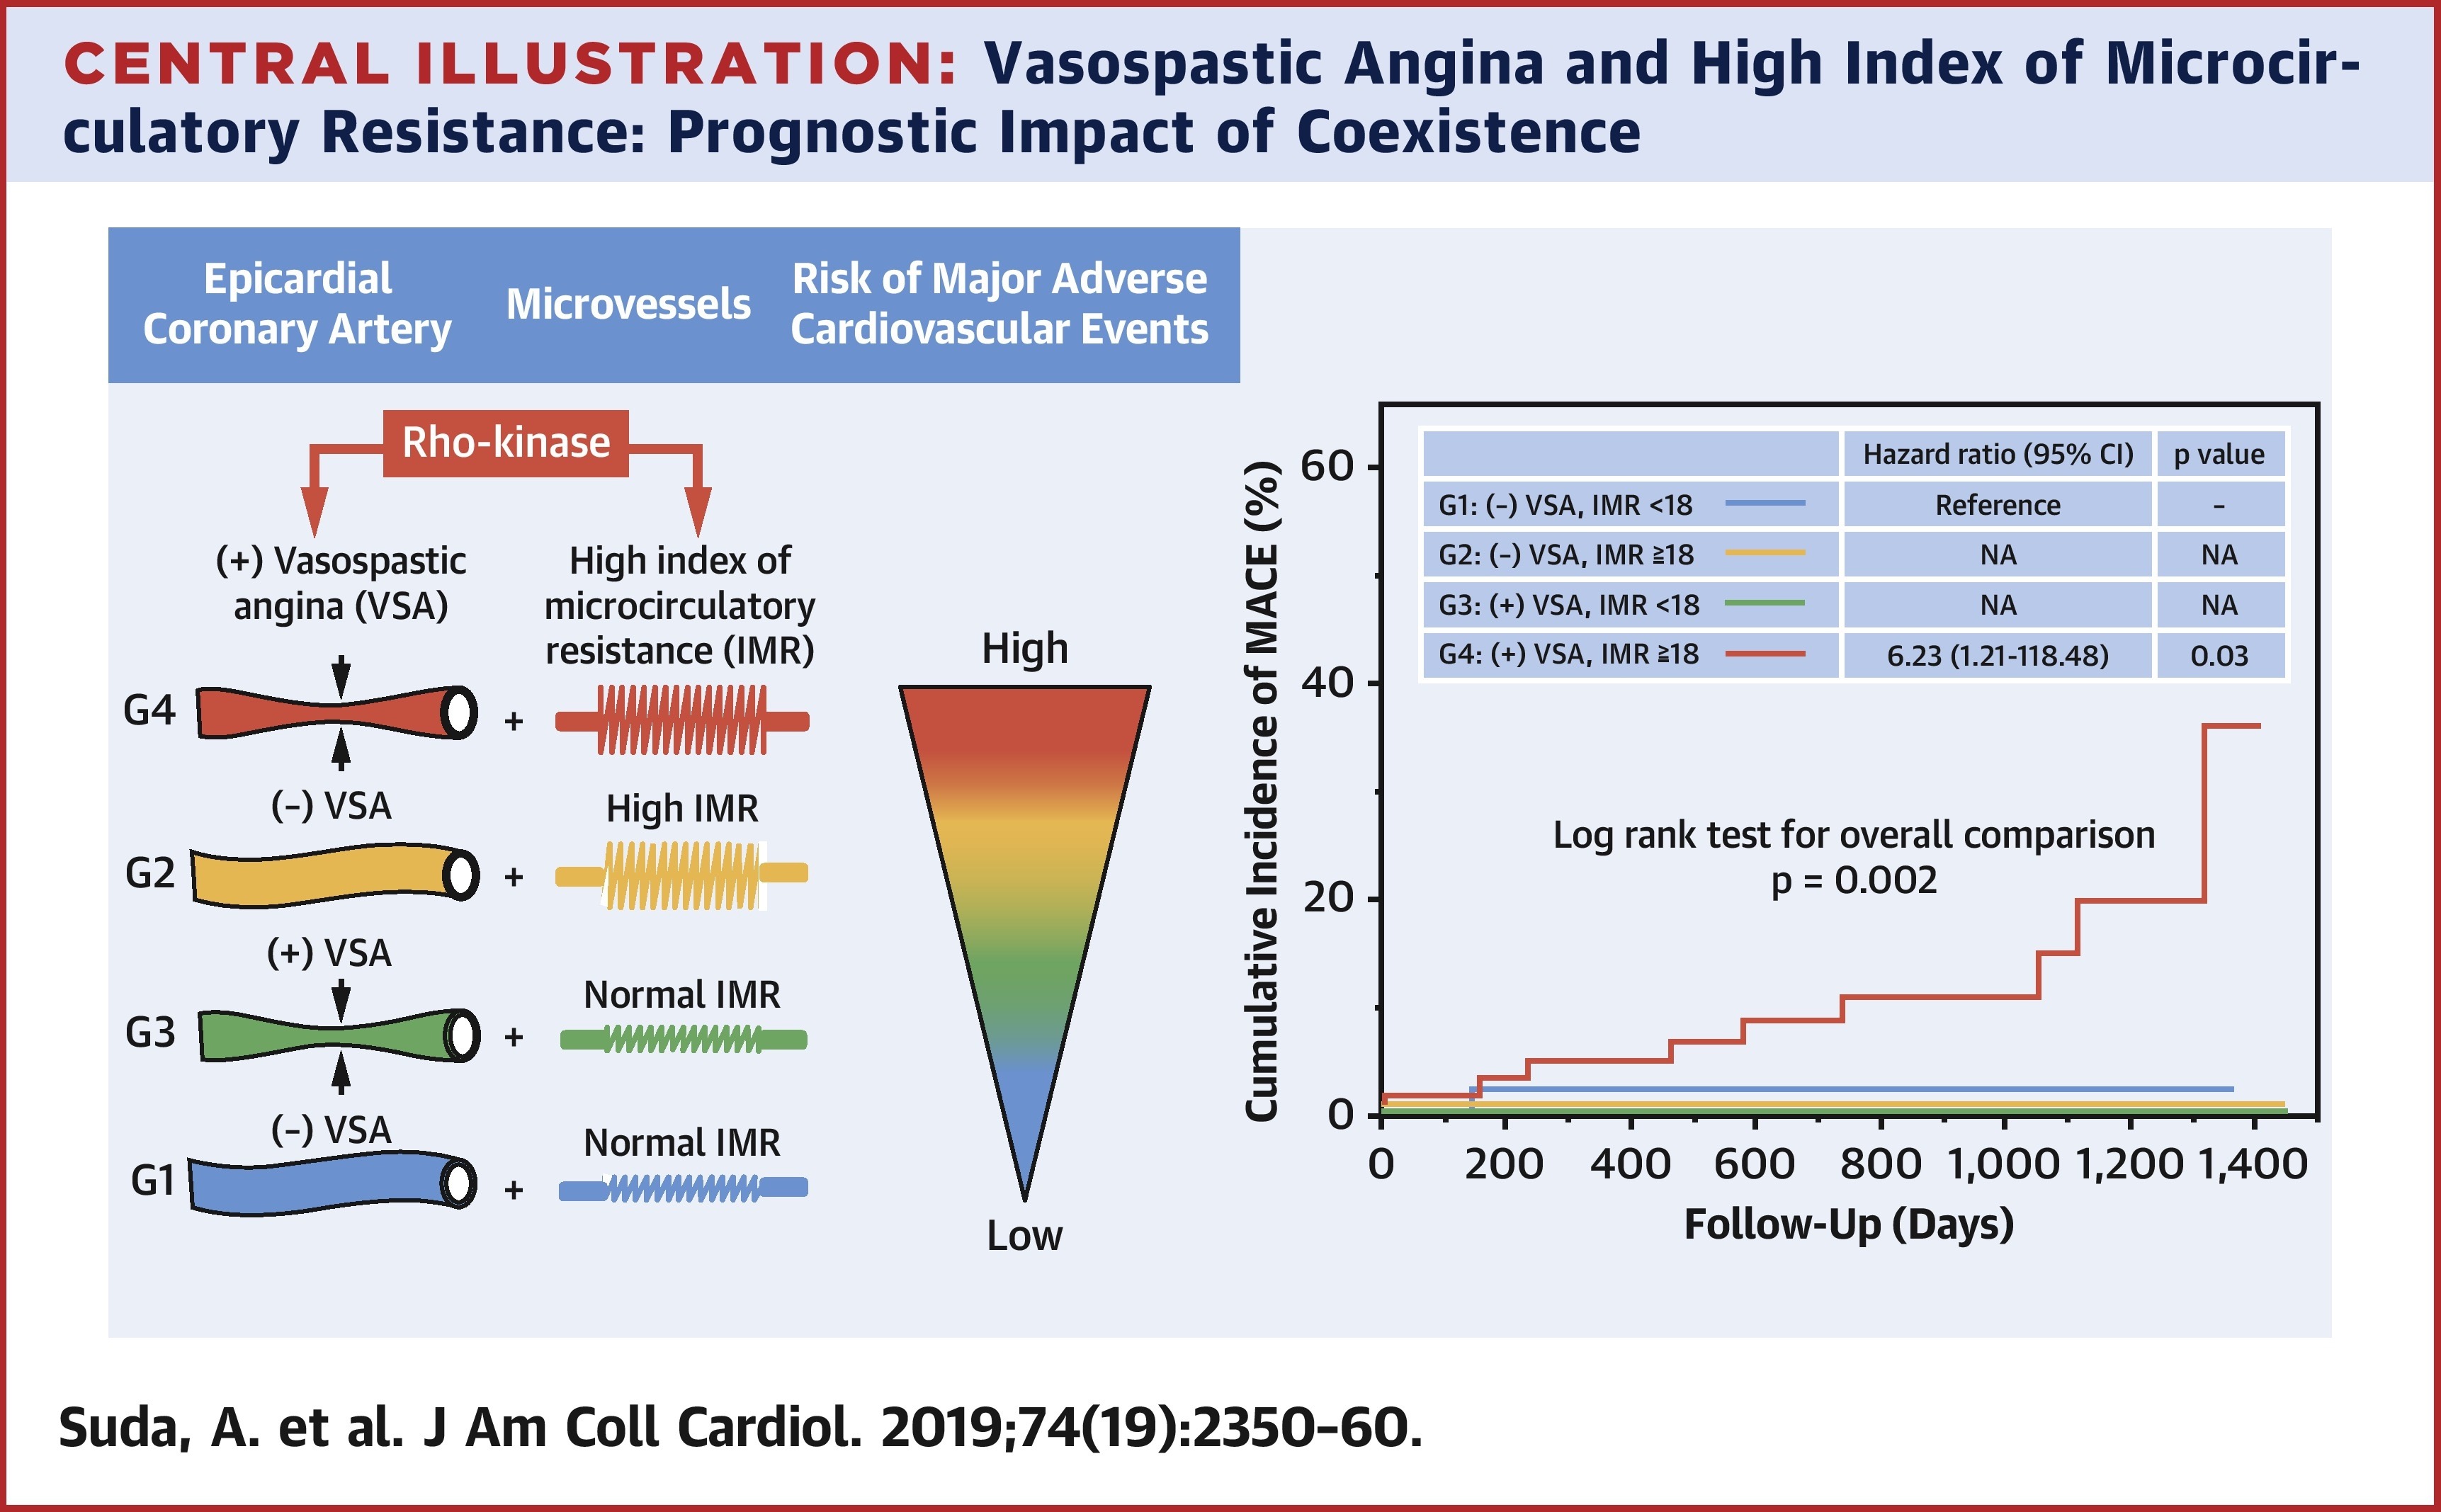 CENTRAL ILLUSTRATION: Vasospastic Angina and High Index of Microcir-
culatory Resistance: Prognostic Impact of Coexistence
Epicardial
Coronary Artery
Microvessels
Risk of Major Adverse
Cardiovascular Events
Rho-kinase
(+) Vasospastic
angina (VSA)
High index of
microcirculatory
resistance (IMR)
G4
+
(–) VSA
High IMR
G2
+
(+) VSA
Normal IMR
G3
+
(–) VSA
Normal IMR
G1
+
High
Low
Cumulative Incidence of MACE (%)
60
40
20
0
Hazard ratio (95% CI) p value
G1: (–) VSA, IMR <18 Reference –
G2: (–) VSA, IMR ≧18 NA NA
G3: (+) VSA, IMR <18 NA NA
G4: (+) VSA, IMR ≧18 6.23 (1.21-118.48) 0.03
Log rank test for overall comparison
p = 0.002
0 200 400 600 800 1,000 1,200 1,400
Follow-Up (Days)
Suda, A. et al. J Am Coll Cardiol. 2019;74(19):2350–60.